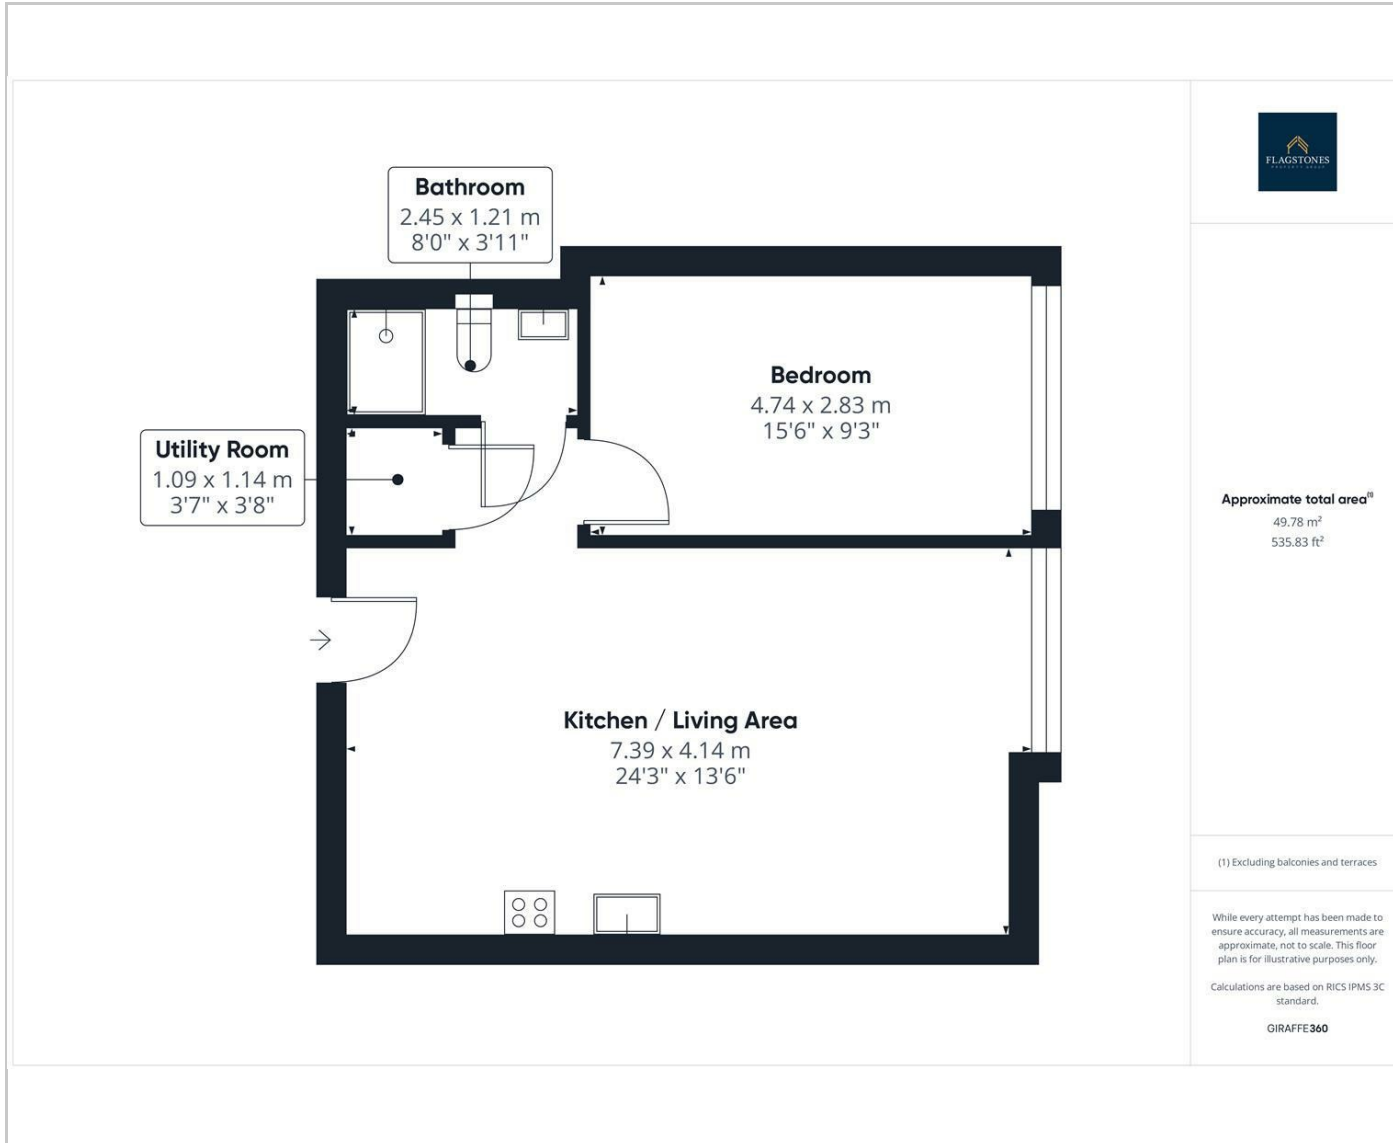 Bathroom
2.45 x 1.21 m
8'0" x 3'11"
Bedroom
4.74 x 2.83 m
15'6" x 9'3"
Utility Room
1.09 x 1.14 m
3'7" x 3'8"
Kitchen / Living Area
7.39 x 4.14 m
24'3" x 13'6"
FLAGSTONES
PROPERTY GROUP
Approximate total area⁽¹⁾
49.78 m²
535.83 ft²
(1) Excluding balconies and terraces
While every attempt has been made to
ensure accuracy, all measurements are
approximate, not to scale. This floor
plan is for illustrative purposes only.
Calculations are based on RICS IPMS 3C
standard.
GIRAFFE360